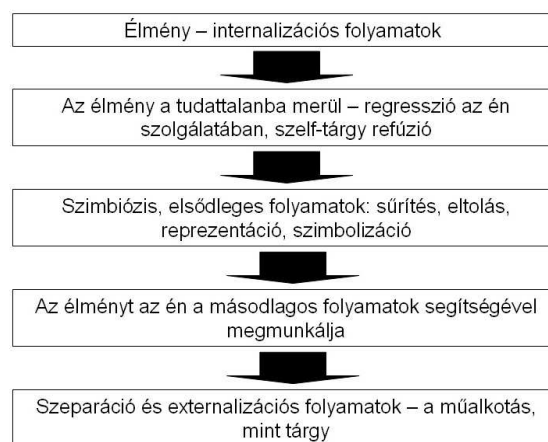 Élmény – internalizációs folyamatok
Az élmény a tudattalanba merül – regresszió az én
szolgálatában, szelf-tárgy refúzió
Szimbiózis, elsődleges folyamatok: sűrítés, eltolás,
reprezentáció, szimbolizáció
Az élményt az én a másodlagos folyamatok segítségével
megmunkálja
Szeparáció és externalizációs folyamatok – a műalkotás,
mint tárgy